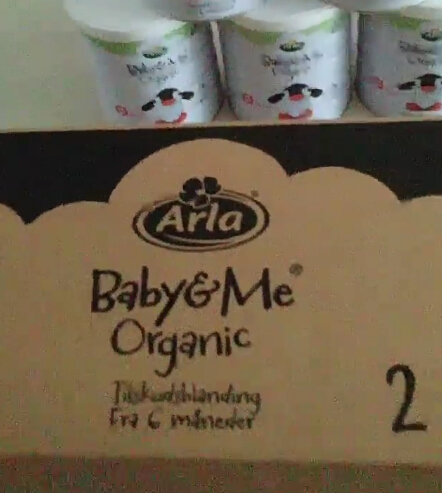 Arla
Baby&Me®
Organic
Tilskudsblanding
Fra 6 måneder
2